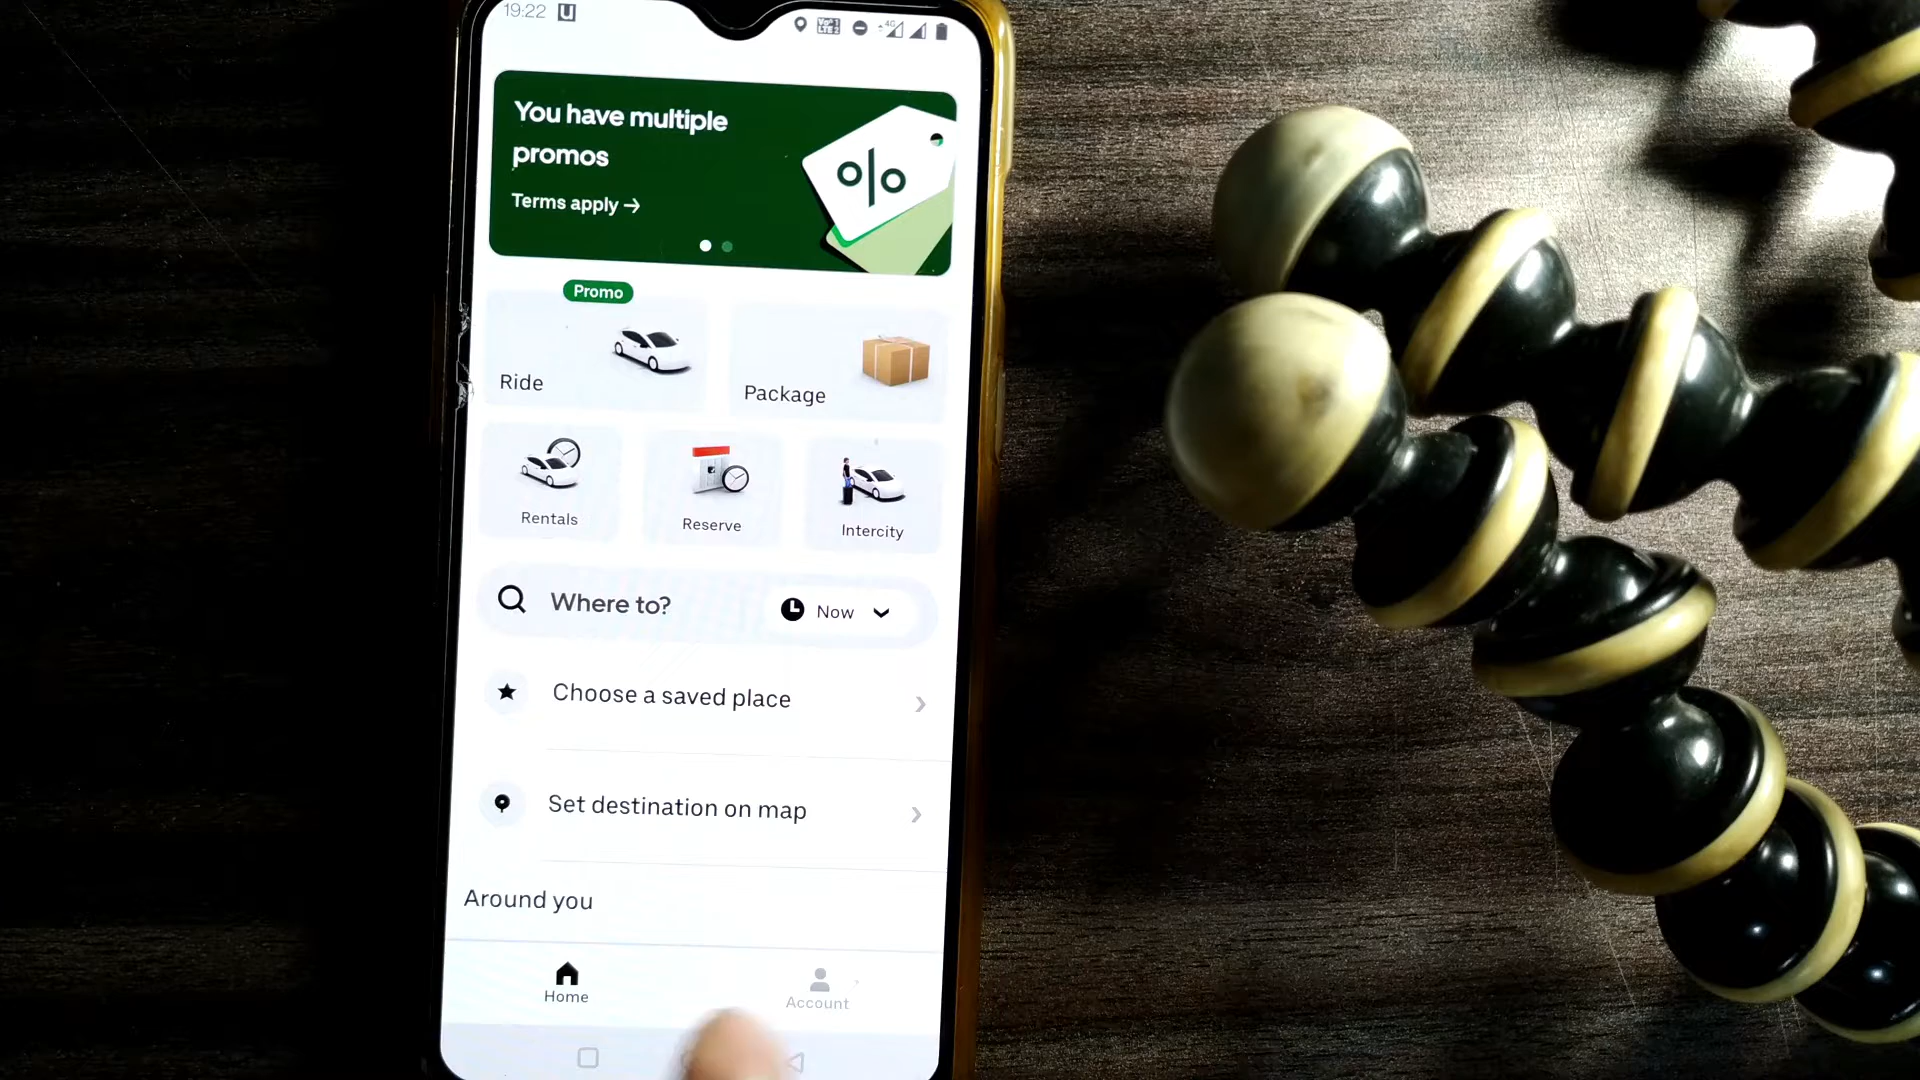 19:22
4G
You have multiple
promos
Terms apply →
%
Promo
Ride
Package
Rentals
Reserve
Intercity
Where to?
Now
Choose a saved place
Set destination on map
Around you
Home
Account